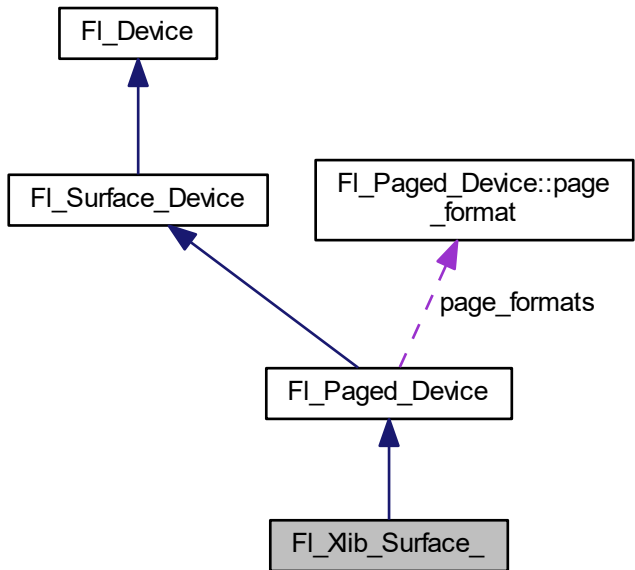 Fl_Device
Fl_Surface_Device
Fl_Paged_Device::page
_format
page_formats
Fl_Paged_Device
Fl_Xlib_Surface_